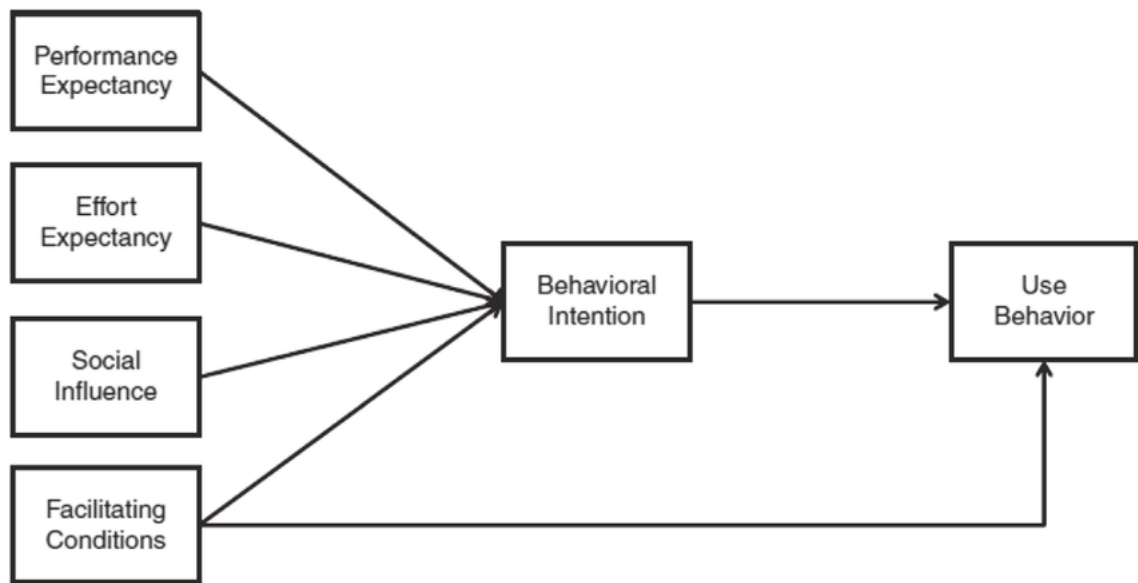 Performance
Expectancy
Effort
Expectancy
Social
Influence
Facilitating
Conditions
Behavioral
Intention
Use
Behavior